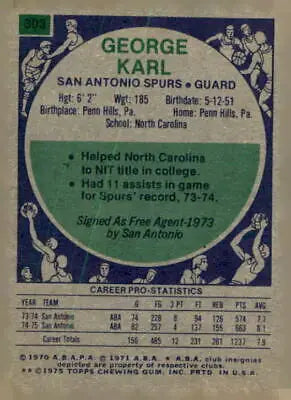 303
GEORGE
KARL
SAN ANTONIO SPURS • GUARD
Hgt: 6' 2" Wgt: 185 Birthdate: 5-12-51
Birthplace: Penn Hills, Pa. Home: Penn Hills, Pa.
School: North Carolina
• Helped North Carolina
to NIT title in college.
• Had 11 assists in game
for Spurs' record, 73-74.
Signed As Free Agent-1973
by San Antonio
CAREER PRO-STATISTICS
YEAR TEAM G FG 3 PT FT R A PTS AVG.
73-74 San Antonio ABA 74 228 8 94 126 574
74-75 San Antonio ABA 82 257 4 137 155 663 8.1
Career Totals 156 485 12 231 281 1237 7.9
© 1970 A.B.A.P.A. © 1971 A.B.A. • A.B.A. club insignias
depicted are property of respective clubs.
** © 1975 TOPPS CHEWING GUM, INC. PRTD. IN U.S.A.